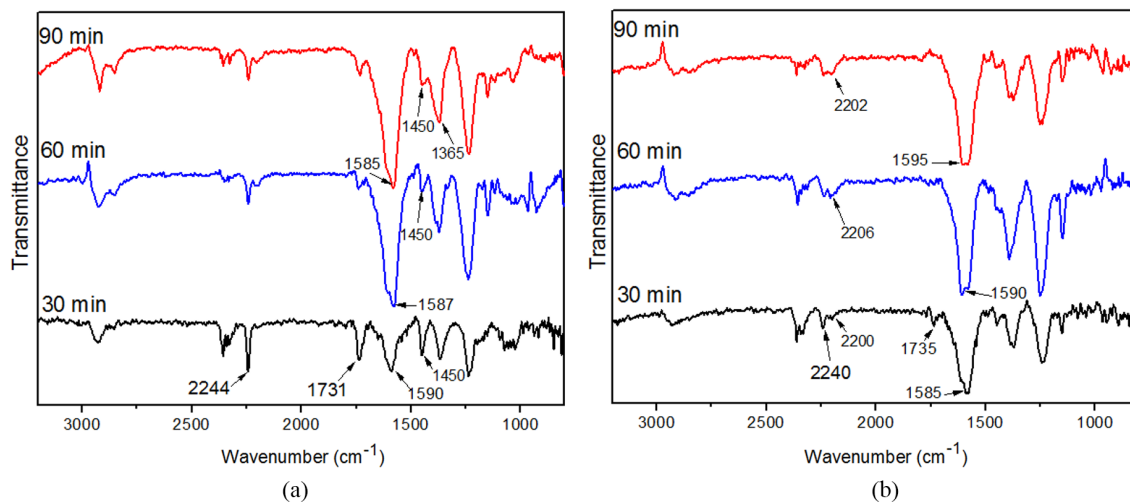 90 min
60 min
30 min
1450
1365
1585
1450
1587
2244
1731
1590
1450
Transmittance
3000 2500 2000 1500 1000
Wavenumber (cm⁻¹)
(a)
90 min
60 min
30 min
2202
1595
2206
1590
2200
2240
1735
1585
Transmittance
3000 2500 2000 1500 1000
Wavenumber (cm⁻¹)
(b)